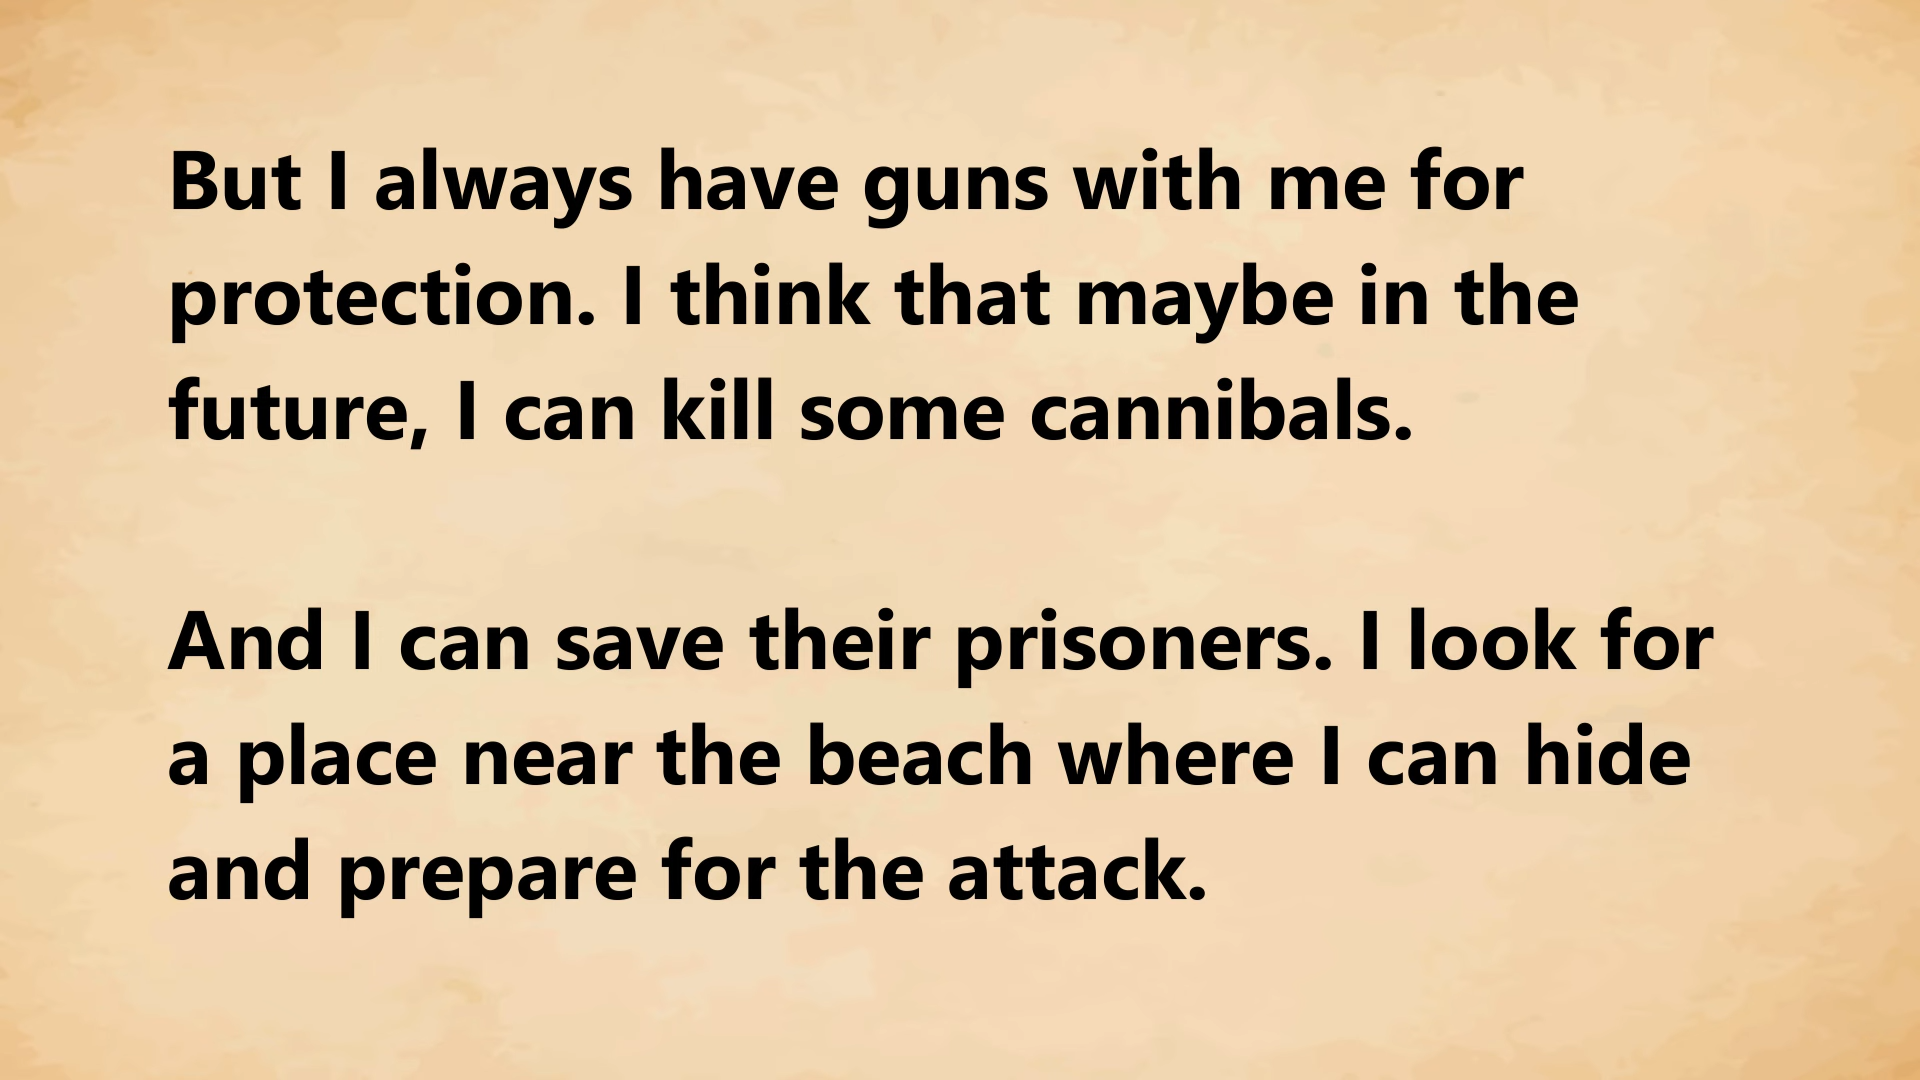 But I always have guns with me for
protection. I think that maybe in the
future, I can kill some cannibals.
And I can save their prisoners. I look for
a place near the beach where I can hide
and prepare for the attack.